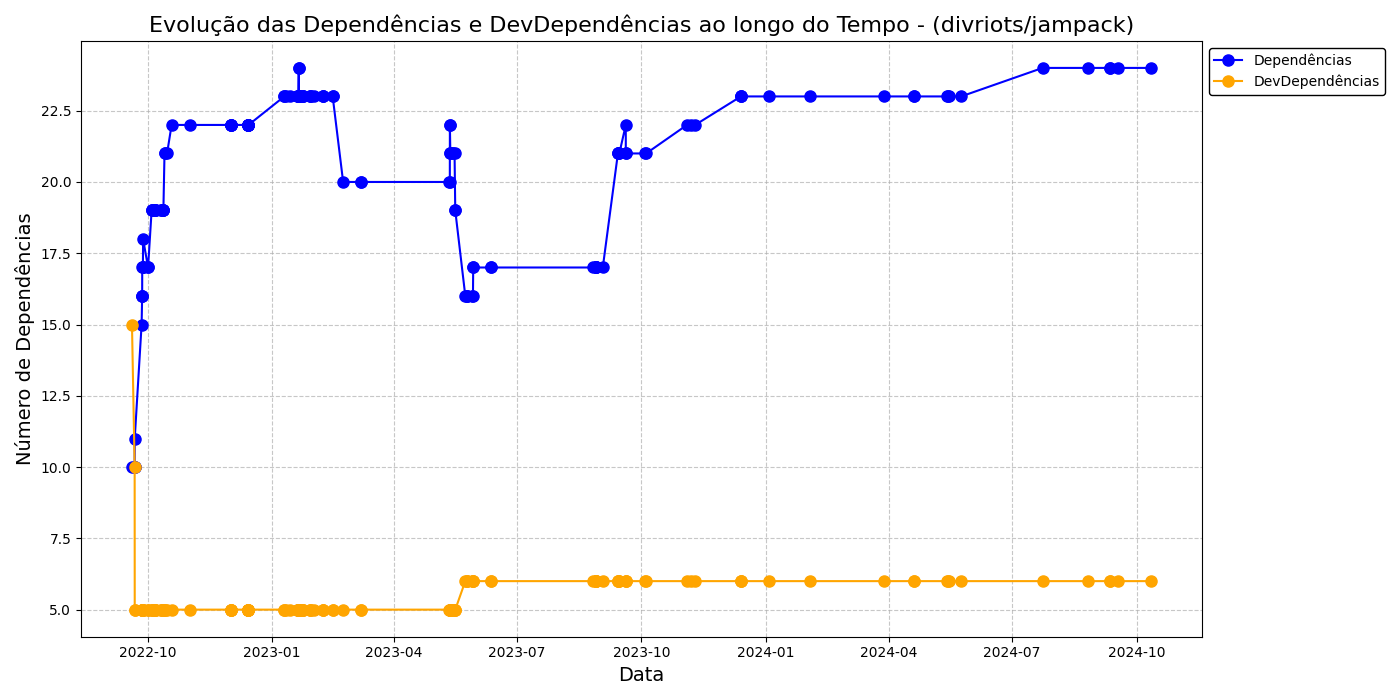 Evolução das Dependências e DevDependências ao longo do Tempo - (divriots/jampack)
Dependências
DevDependências
Número de Dependências
22.5
20.0
17.5
15.0
12.5
10.0
7.5
5.0
2022-10 2023-01 2023-04 2023-07 2023-10 2024-01 2024-04 2024-07 2024-10
Data